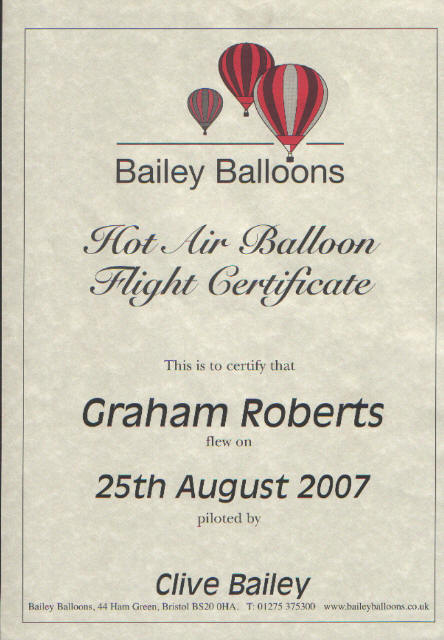 Bailey Balloons
Hot Air Balloon
Flight Certificate
This is to certify that
Graham Roberts
flew on
25th August 2007
piloted by
Clive Bailey
Bailey Balloons, 44 Ham Green, Bristol BS20 0HA. T: 01275 375300 www.baileyballoons.co.uk